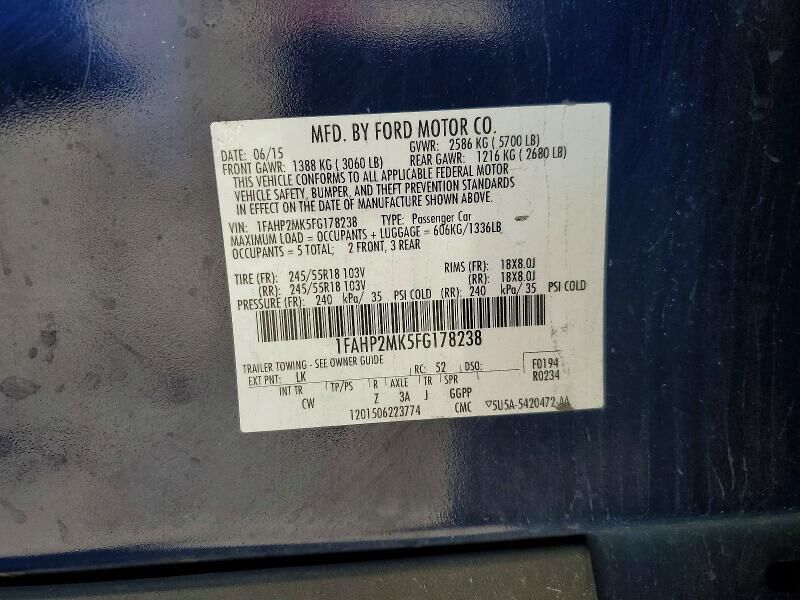 MFD. BY FORD MOTOR CO.
DATE: 06/15 GVWR: 2586 KG ( 5700 LB)
FRONT GAWR: 1388 KG ( 3060 LB) REAR GAWR: 1216 KG ( 2680 LB)
THIS VEHICLE CONFORMS TO ALL APPLICABLE FEDERAL MOTOR
VEHICLE SAFETY, BUMPER, AND THEFT PREVENTION STANDARDS
IN EFFECT ON THE DATE OF MANUFACTURE SHOWN ABOVE.
VIN: 1FAHP2MK5FG178238 TYPE: Passenger Car
MAXIMUM LOAD = OCCUPANTS + LUGGAGE = 606KG/1336LB
OCCUPANTS = 5 TOTAL; 2 FRONT, 3 REAR
TIRE (FR): 245/55R18 103V RIMS (FR): 18X8.0J
(RR): 245/55R18 103V (RR): 18X8.0J
PRESSURE (FR): 240 kPa/ 35 PSI COLD (RR): 240 kPa/ 35 PSI COLD
1FAHP2MK5FG178238
TRAILER TOWING - SEE OWNER GUIDE RC: 52 DSO: F0194
EXT PNT: LK R0234
INT TR TP/PS R AXLE TR SPR
CW Z 3A J GGPP
1201506223774 CMC ▽5U5A-5420472-AA